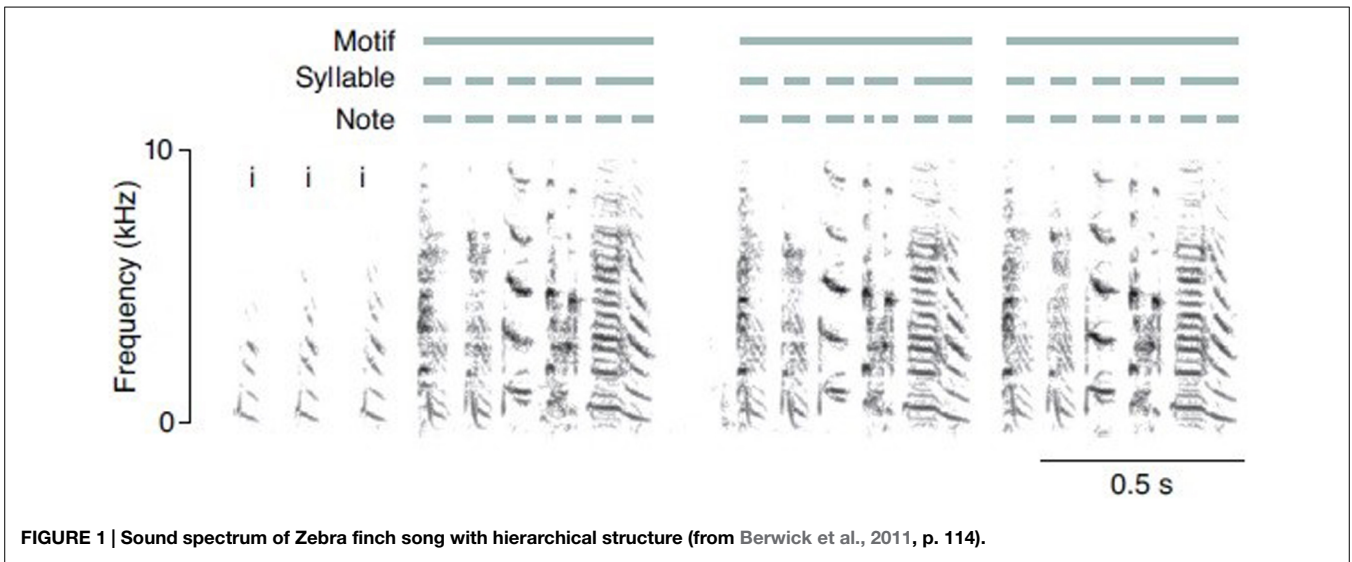 Motif
Syllable
Note
10
i i i
Frequency (kHz)
0
0.5 s
FIGURE 1 | Sound spectrum of Zebra finch song with hierarchical structure (from Berwick et al., 2011, p. 114).